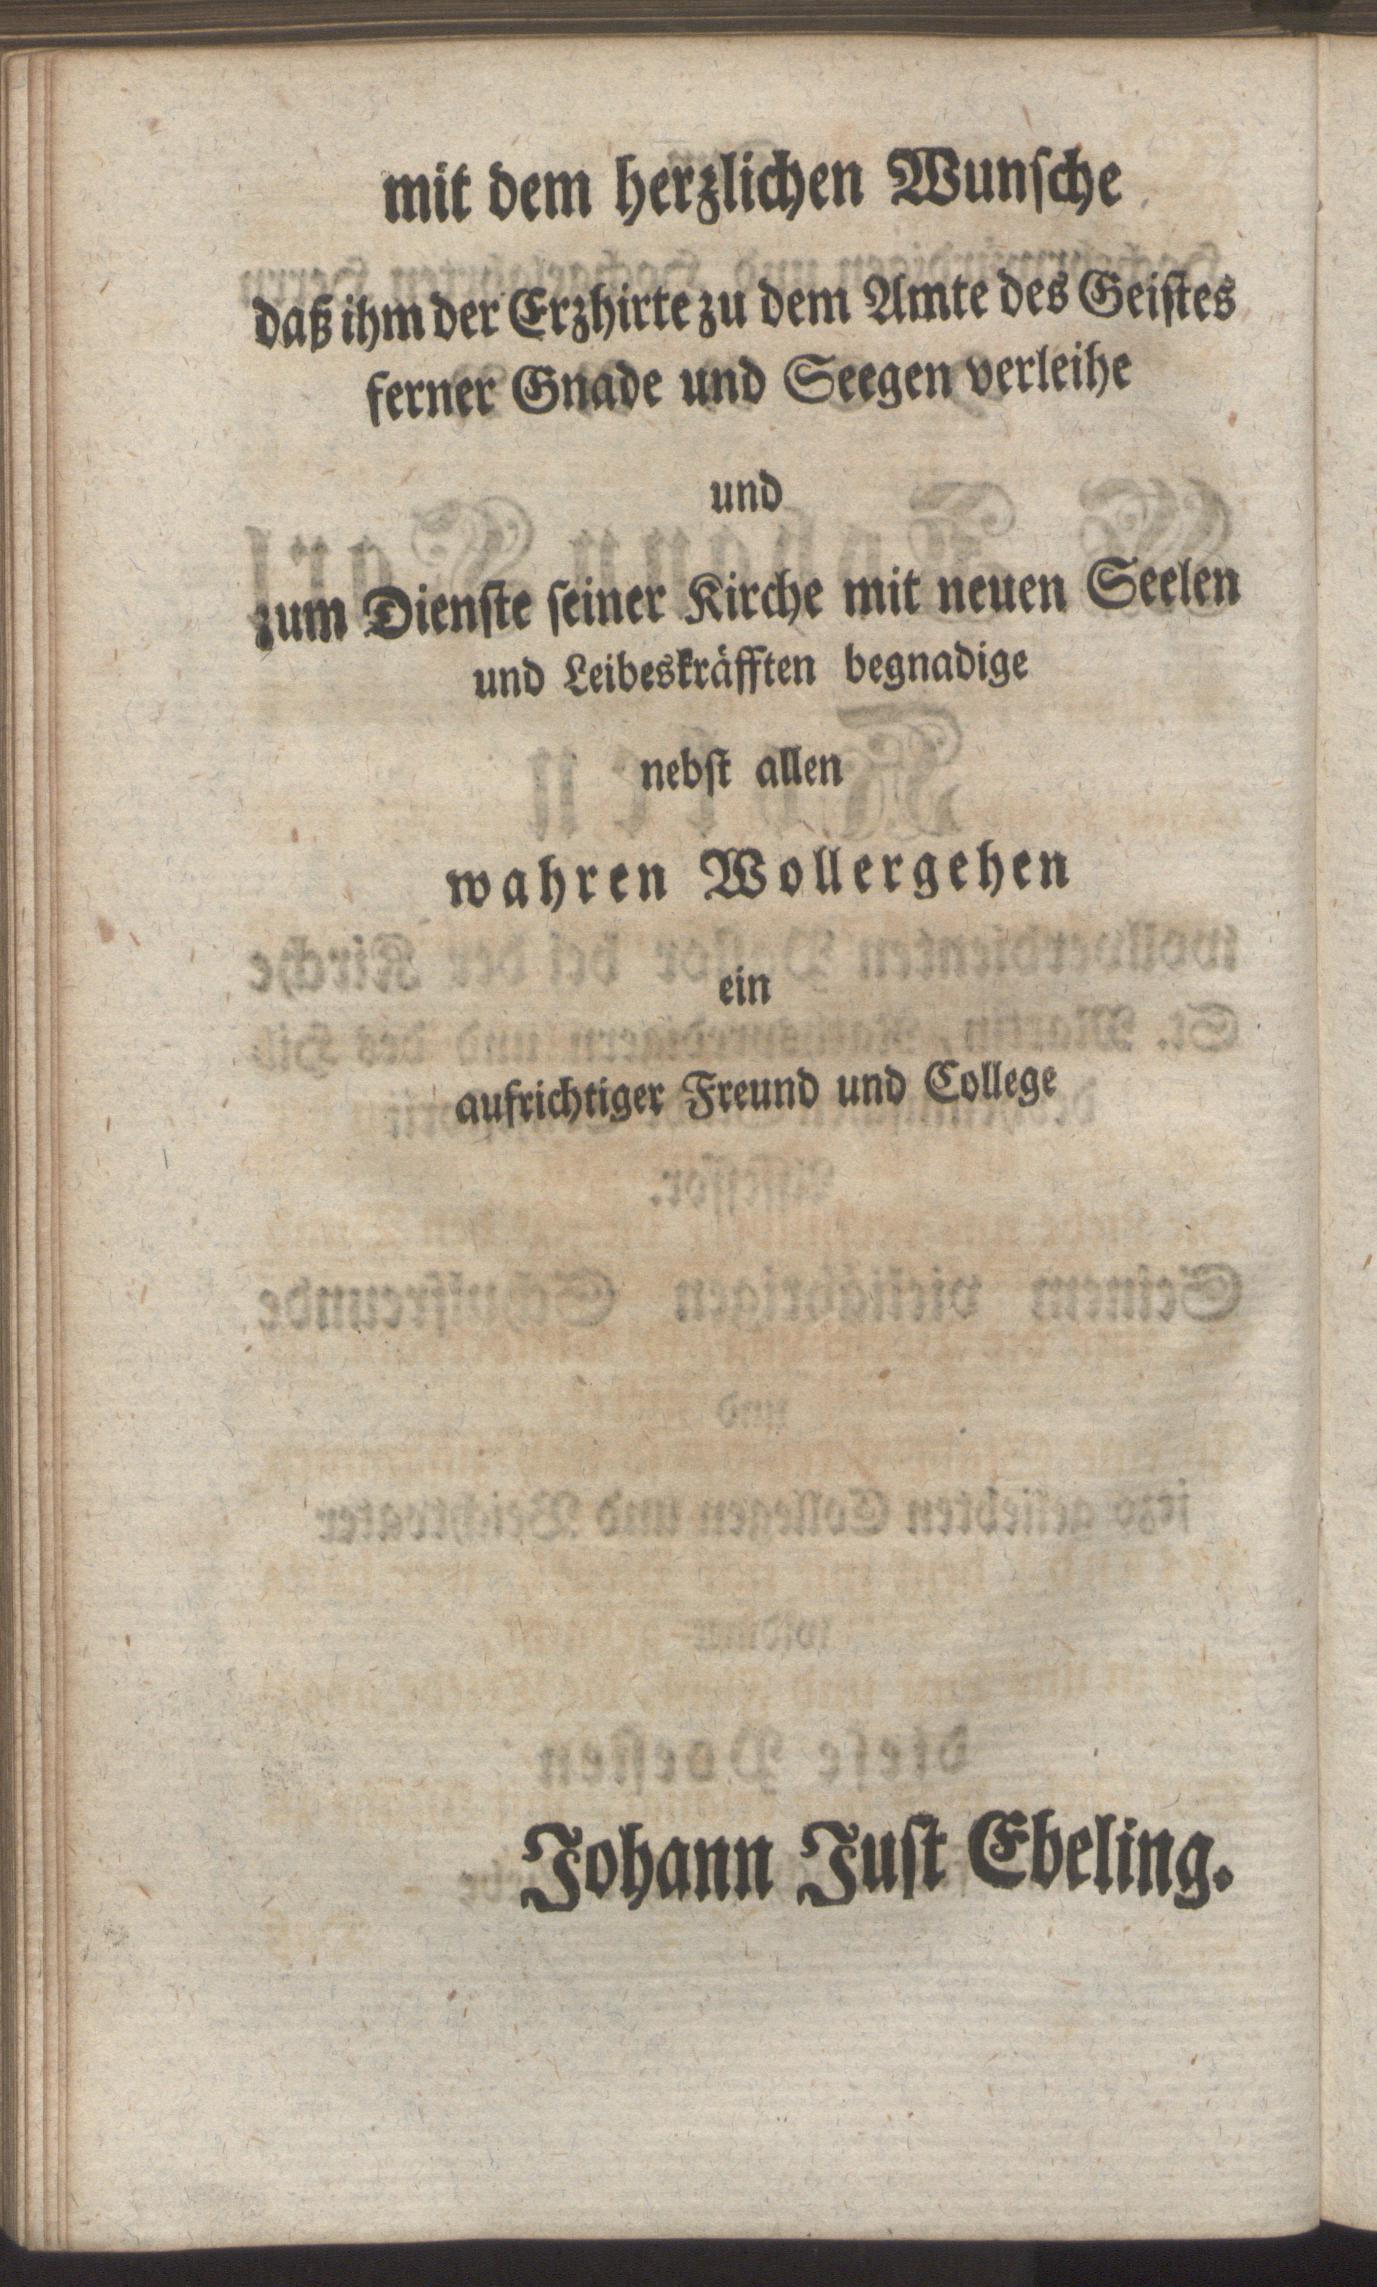 mit dem herzlichen Wunsche
daß ihm der Erzhirte zu dem Amte des Geistes
ferner Gnade und Seegen verleihe
und
zum Dienste seiner Kirche mit neuen Seelen
und Leibeskräfften begnadige
nebst allen
wahren Wollergehen
ein
aufrichtiger Freund und College
Johann Just Ebeling.